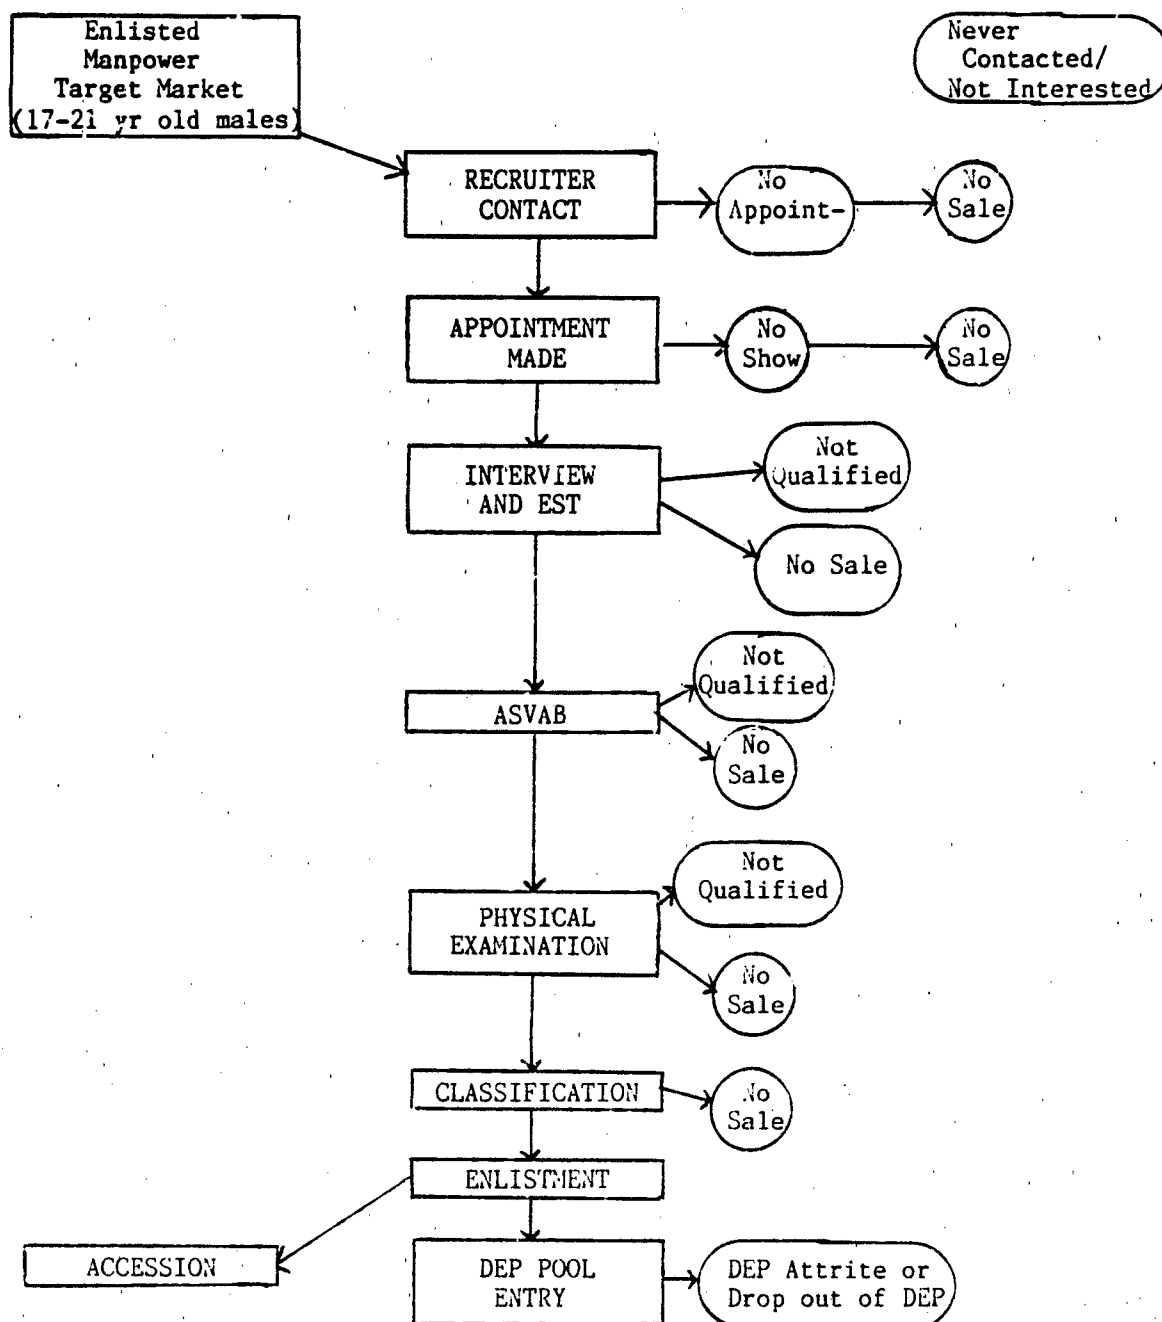 Enlisted
Manpower
Target Market
(17-21 yr old males)
Never
Contacted/
Not Interested
RECRUITER
CONTACT
No
Appoint-
No
Sale
APPOINTMENT
MADE
No
Show
No
Sale
INTERVIEW
AND EST
Not
Qualified
No Sale
ASVAB
Not
Qualified
No
Sale
PHYSICAL
EXAMINATION
Not
Qualified
No
Sale
CLASSIFICATION
No
Sale
ENLISTMENT
ACCESSION
DEP POOL
ENTRY
DEP Attrite or
Drop out of DEP